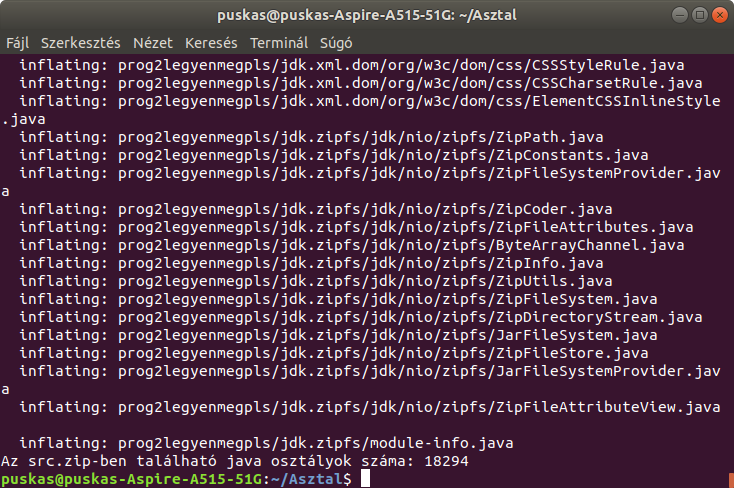 puskas@puskas-Aspire-A515-51G: ~/Asztal
Fájl Szerkesztés Nézet Keresés Terminál Súgó
inflating: prog2legyenmegpls/jdk.xml.dom/org/w3c/dom/css/CSSStyleRule.java
inflating: prog2legyenmegpls/jdk.xml.dom/org/w3c/dom/css/CSSCharsetRule.java
inflating: prog2legyenmegpls/jdk.xml.dom/org/w3c/dom/css/ElementCSSInlineStyle
.java
inflating: prog2legyenmegpls/jdk.zipfs/jdk/nio/zipfs/ZipPath.java
inflating: prog2legyenmegpls/jdk.zipfs/jdk/nio/zipfs/ZipConstants.java
inflating: prog2legyenmegpls/jdk.zipfs/jdk/nio/zipfs/ZipFileSystemProvider.jav
a
inflating: prog2legyenmegpls/jdk.zipfs/jdk/nio/zipfs/ZipCoder.java
inflating: prog2legyenmegpls/jdk.zipfs/jdk/nio/zipfs/ZipFileAttributes.java
inflating: prog2legyenmegpls/jdk.zipfs/jdk/nio/zipfs/ByteArrayChannel.java
inflating: prog2legyenmegpls/jdk.zipfs/jdk/nio/zipfs/ZipInfo.java
inflating: prog2legyenmegpls/jdk.zipfs/jdk/nio/zipfs/ZipUtils.java
inflating: prog2legyenmegpls/jdk.zipfs/jdk/nio/zipfs/ZipFileSystem.java
inflating: prog2legyenmegpls/jdk.zipfs/jdk/nio/zipfs/ZipDirectoryStream.java
inflating: prog2legyenmegpls/jdk.zipfs/jdk/nio/zipfs/JarFileSystem.java
inflating: prog2legyenmegpls/jdk.zipfs/jdk/nio/zipfs/ZipFileStore.java
inflating: prog2legyenmegpls/jdk.zipfs/jdk/nio/zipfs/JarFileSystemProvider.jav
a
inflating: prog2legyenmegpls/jdk.zipfs/jdk/nio/zipfs/ZipFileAttributeView.java
inflating: prog2legyenmegpls/jdk.zipfs/module-info.java
Az src.zip-ben található java osztályok száma: 18294
puskas@puskas-Aspire-A515-51G:~/Asztal$